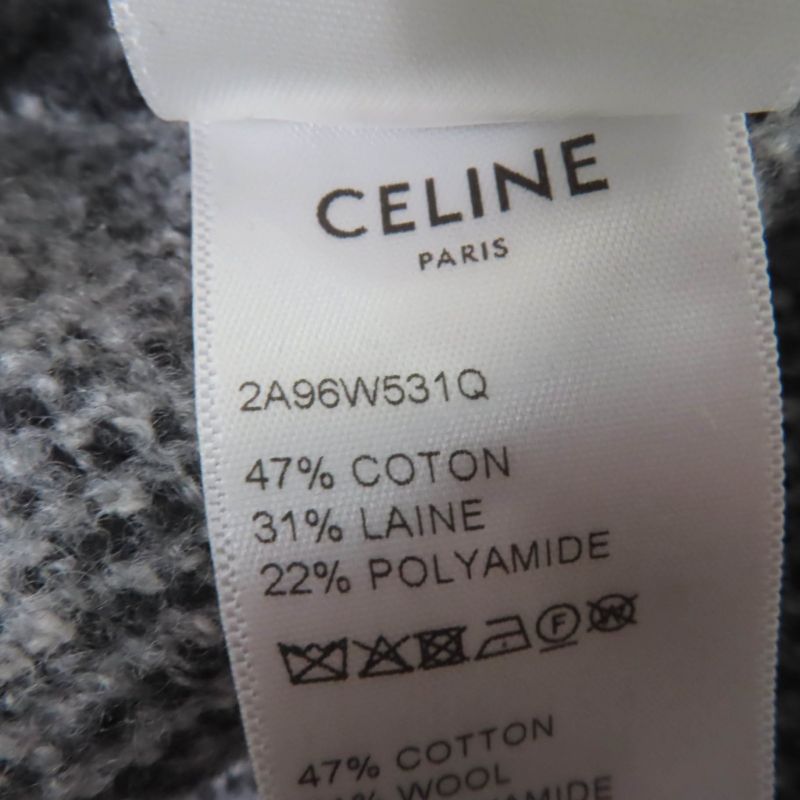 CELINE
PARIS
2A96W531Q
47% COTON
31% LAINE
22% POLYAMIDE
F W
47% COTTON
% WOOL